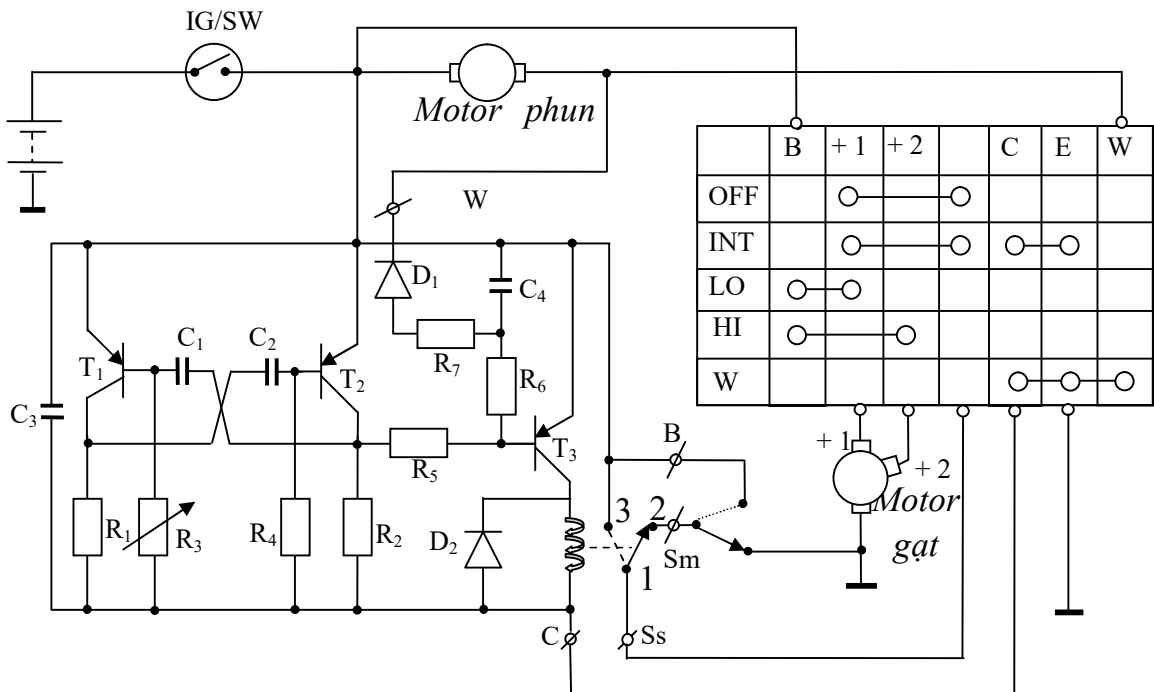 IG/SW
Motor phun
B + 1 + 2 C E W
OFF
INT
LO
HI
W
W
D₁
C₄
C₁
C₂
R₇
R₆
T₁
T₂
C₃
T₃
R₅
B
+ 1
+ 2
Motor
gạt
R₁
R₃
R₄
R₂
D₂
3
2
Sm
1
C
Ss